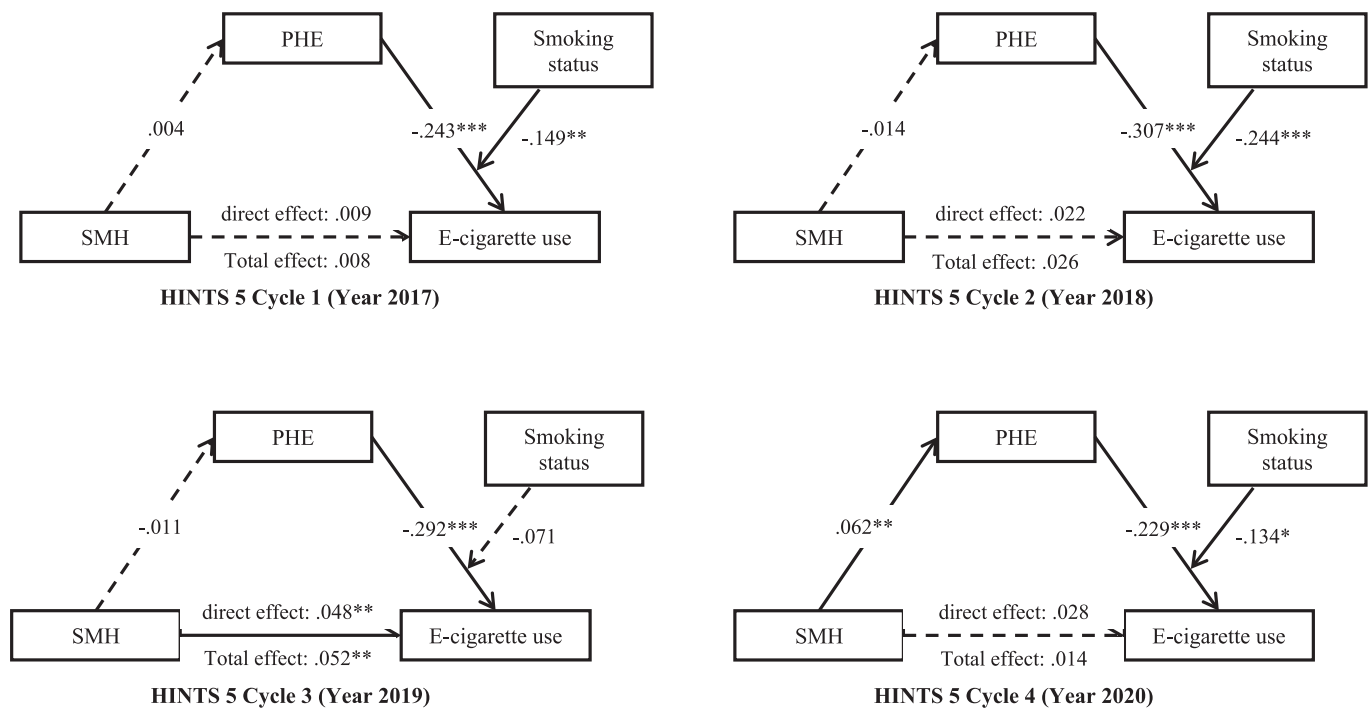 PHE
Smoking
status
.004
-.243***
-.149**
direct effect: .009
SMH
E-cigarette use
Total effect: .008
HINTS 5 Cycle 1 (Year 2017)
PHE
Smoking
status
-.014
-.307***
-.244***
direct effect: .022
SMH
E-cigarette use
Total effect: .026
HINTS 5 Cycle 2 (Year 2018)
PHE
Smoking
status
-.011
-.292***
-.071
direct effect: .048**
SMH
E-cigarette use
Total effect: .052**
HINTS 5 Cycle 3 (Year 2019)
PHE
Smoking
status
.062**
-.229***
-.134*
direct effect: .028
SMH
E-cigarette use
Total effect: .014
HINTS 5 Cycle 4 (Year 2020)